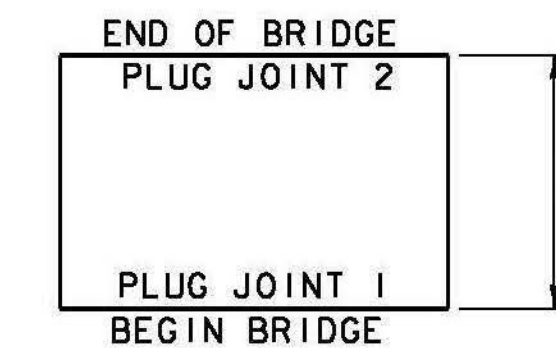 END OF BRIDGE
PLUG JOINT 2
PLUG JOINT 1
BEGIN BRIDGE